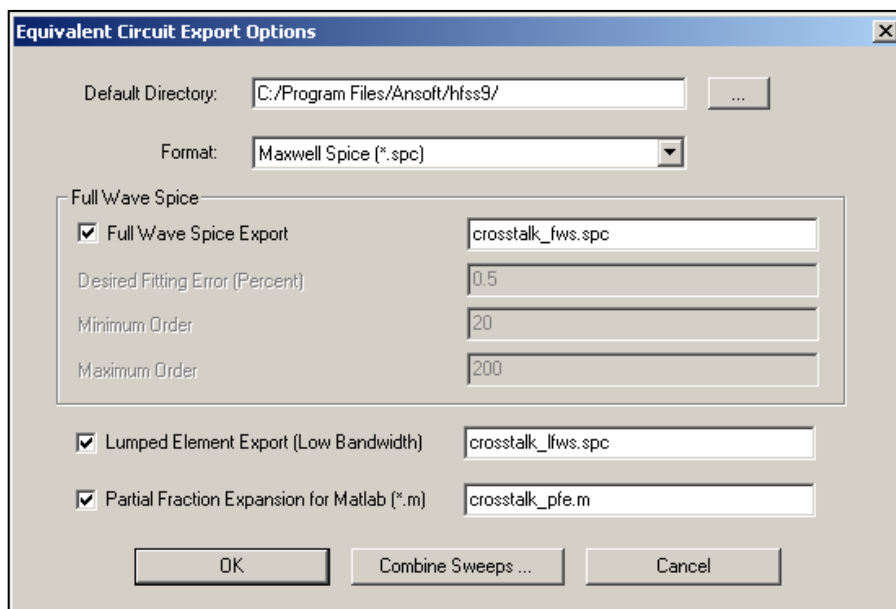 Equivalent Circuit Export Options
Default Directory: C:/Program Files/Ansoft/hfss9/ ...
Format: Maxwell Spice (*.spc)
Full Wave Spice
Full Wave Spice Export crosstalk_fws.spc
Desired Fitting Error (Percent) 0.5
Minimum Order 20
Maximum Order 200
Lumped Element Export (Low Bandwidth) crosstalk_lfws.spc
Partial Fraction Expansion for Matlab (*.m) crosstalk_pfe.m
OK Combine Sweeps ... Cancel